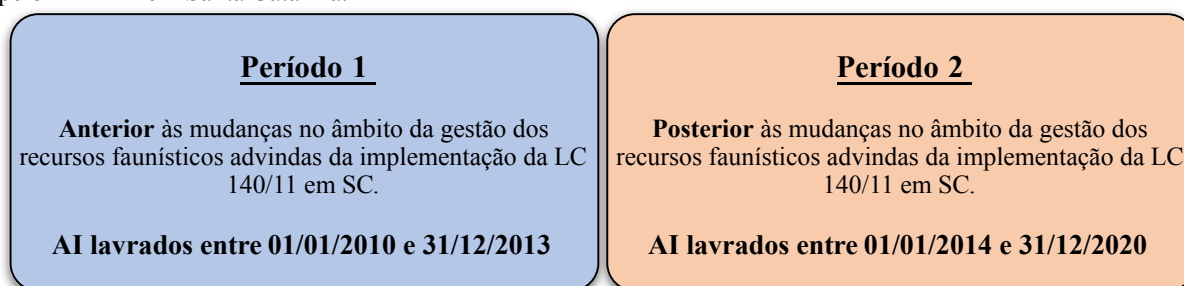 Período 1
Anterior às mudanças no âmbito da gestão dos
recursos faunísticos advindas da implementação da LC
140/11 em SC.
AI lavrados entre 01/01/2010 e 31/12/2013
Período 2
Posterior às mudanças no âmbito da gestão dos
recursos faunísticos advindas da implementação da LC
140/11 em SC.
AI lavrados entre 01/01/2014 e 31/12/2020